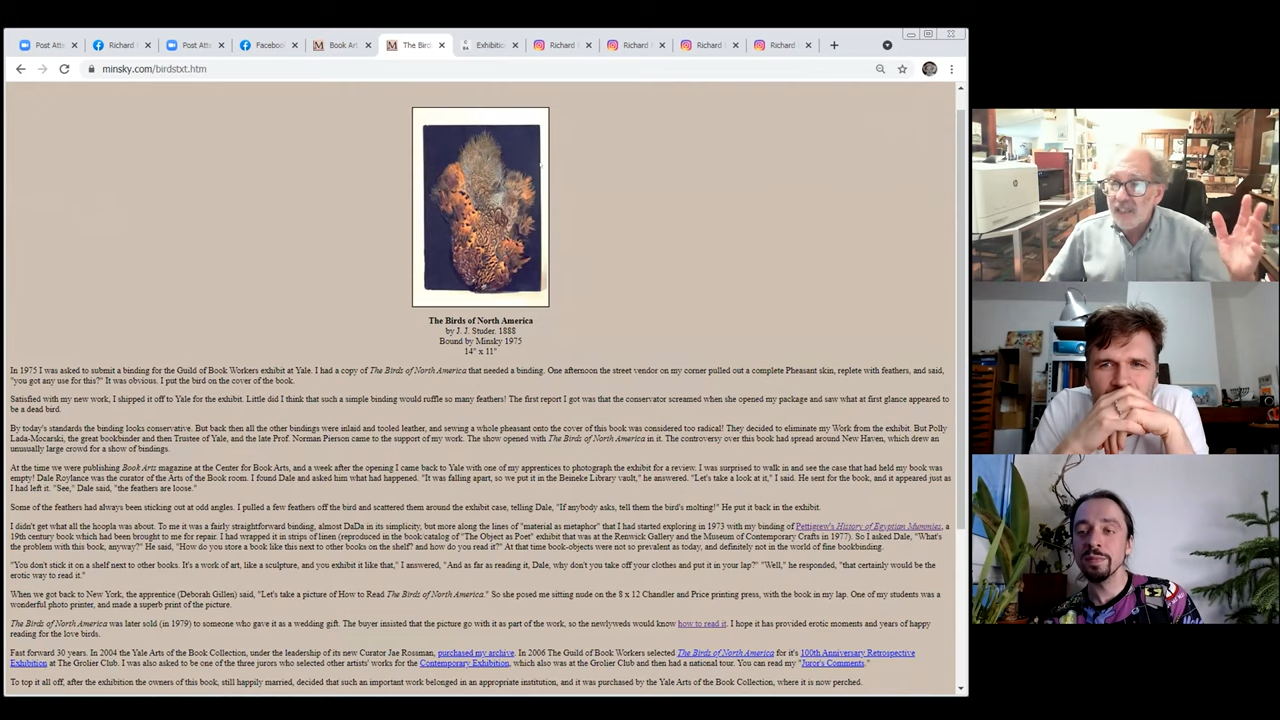 Post Atte
Richard
Post Atte
Facebook
Book Art
The Birds
Exhibition
Richard
Richard
Richard
Richard
minsky.com/birdstxt.htm
The Birds of North America
by J. J. Studer. 1888
Bound by Minsky 1975
14" x 11"
In 1975 I was asked to submit a binding for the Guild of Book Workers exhibit at Yale. I had a copy of The Birds of North America that needed a binding. One afternoon the street vendor on my corner pulled out a complete Pheasant skin, replete with feathers, and said,
"you got any use for this?" It was obvious. I put the bird on the cover of the book.
Satisfied with my new work, I shipped it off to Yale for the exhibit. Little did I think that such a simple binding would ruffle so many feathers! The first report I got was that the conservator screamed when she opened my package and saw what at first glance appeared to
be a dead bird.
By today's standards the binding looks conservative. But back then all the other bindings were inlaid and tooled leather, and sewing a whole pheasant onto the cover of this book was considered too radical! They decided to eliminate my Work from the exhibit. But Polly
Lada-Mocarski, the great bookbinder and then Trustee of Yale, and the late Prof. Norman Pierson came to the support of my work. The show opened with The Birds of North America in it. The controversy over this book had spread around New Haven, which drew an
unusually large crowd for a show of bindings.
At the time we were publishing Book Arts magazine at the Center for Book Arts, and a week after the opening I came back to Yale with one of my apprentices to photograph the exhibit for a review. I was surprised to walk in and see the case that had held my book was
empty! Dale Roylance was the curator of the Arts of the Book room. I found Dale and asked him what had happened. "It was falling apart, so we put it in the Beineke Library vault," he answered. "Let's take a look at it," I said. He sent for the book, and it appeared just as
I had left it. "See," Dale said, "the feathers are loose."
Some of the feathers had always been sticking out at odd angles. I pulled a few feathers off the bird and scattered them around the exhibit case, telling Dale, "If anybody asks, tell them the bird's molting!" He put it back in the exhibit.
I didn't get what all the hoopla was about. To me it was a fairly straightforward binding, almost DaDa in its simplicity, but more along the lines of "material as metaphor" that I had started exploring in 1973 with my binding of Pettigrew's History of Egyptian Mummies, a
19th century book which had been brought to me for repair. I had wrapped it in strips of linen (reproduced in the book/catalog of "The Object as Poet" exhibit that was at the Renwick Gallery and the Museum of Contemporary Crafts in 1977). So I asked Dale, "What's
the problem with this book, anyway?" He said, "How do you store a book like this next to other books on the shelf? and how do you read it?" At that time book-objects were not so prevalent as today, and definitely not in the world of fine bookbinding.
"You don't stick it on a shelf next to other books. It's a work of art, like a sculpture, and you exhibit it like that," I answered, "And as far as reading it, Dale, why don't you take off your clothes and put it in your lap?" "Well," he responded, "that certainly would be the
erotic way to read it."
When we got back to New York, the apprentice (Deborah Gillen) said, "Let's take a picture of How to Read The Birds of North America." So she posed me sitting nude on the 8 x 12 Chandler and Price printing press, with the book in my lap. One of my students was a
wonderful photo printer, and made a superb print of the picture.
The Birds of North America was later sold (in 1979) to someone who gave it as a wedding gift. The buyer insisted that the picture go with it as part of the work, so the newlyweds would know how to read it. I hope it has provided erotic moments and years of happy
reading for the love birds.
Fast forward 30 years. In 2004 the Yale Arts of the Book Collection, under the leadership of its new Curator Jae Rossman, purchased my archive. In 2006 The Guild of Book Workers selected The Birds of North America for it's 100th Anniversary Retrospective
Exhibition at The Grolier Club. I was also asked to be one of the three jurors who selected other artists' works for the Contemporary Exhibition, which also was at the Grolier Club and then had a national tour. You can read my "Juror's Comments."
To top it all off, after the exhibition the owners of this book, still happily married, decided that such an important work belonged in an appropriate institution, and it was purchased by the Yale Arts of the Book Collection, where it is now perched.